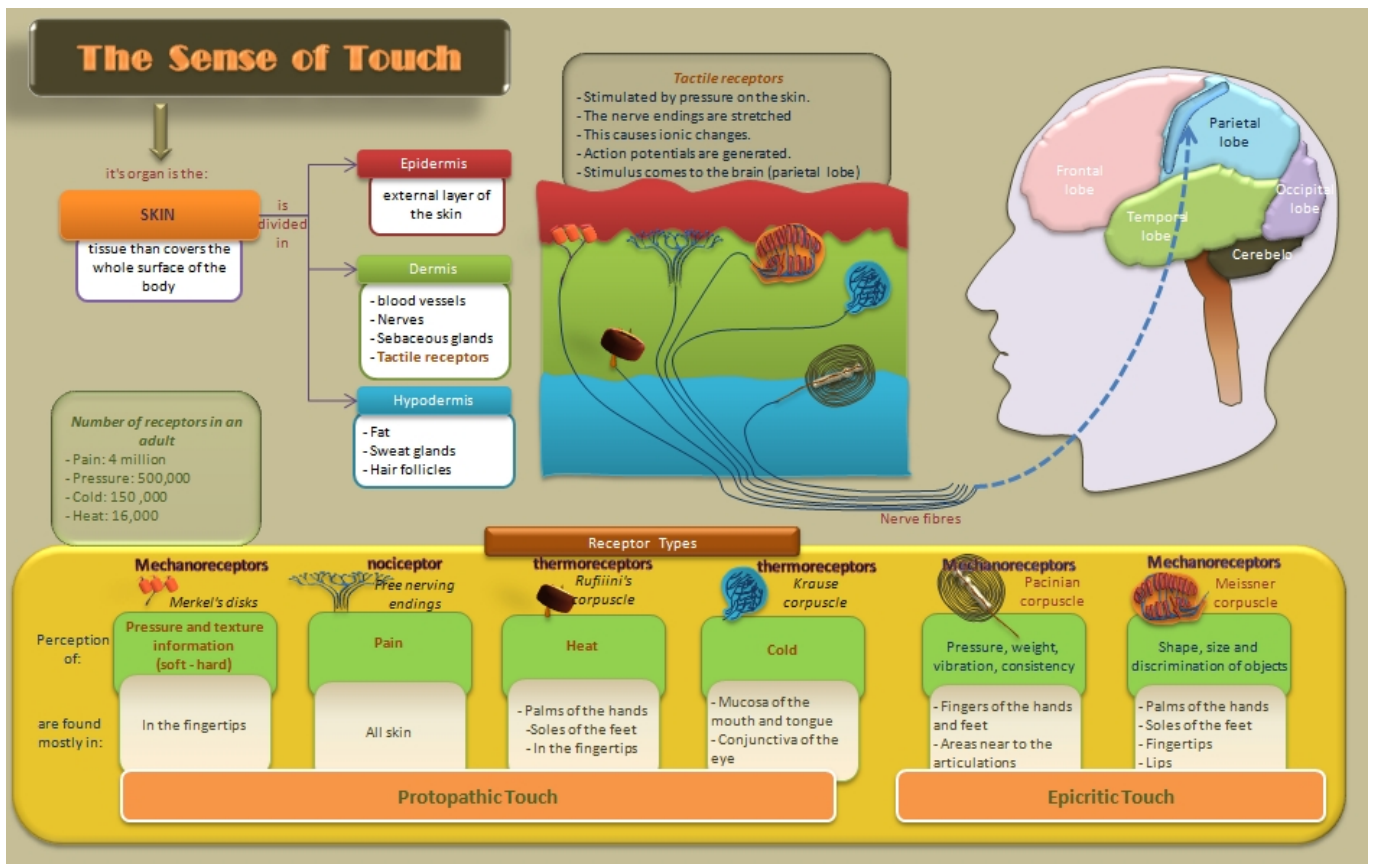 The Sense of Touch
it's organ is the:
SKIN
tissue than covers the
whole surface of the
body
is
divided
in
Epidermis
external layer of
the skin
Dermis
- blood vessels
- Nerves
- Sebaceous glands
- Tactile receptors
Hypodermis
- Fat
- Sweat glands
- Hair follicles
Tactile receptors
- Stimulated by pressure on the skin.
- The nerve endings are stretched
- This causes ionic changes.
- Action potentials are generated.
- Stimulus comes to the brain (parietal lobe)
Frontal
lobe
Parietal
lobe
Temporal
lobe
Occipital
lobe
Cerebelo
Nerve fibres
Number of receptors in an
adult
- Pain: 4 million
- Pressure: 500,000
- Cold: 150 ,000
- Heat: 16,000
Receptor Types
Perception
of:
are found
mostly in:
Mechanoreceptors
Merkel's disks
Pressure and texture
information
(soft - hard)
In the fingertips
nociceptor
Free nerving
endings
Pain
All skin
thermoreceptors
Rufiiini's
corpuscle
Heat
- Palms of the hands
-Soles of the feet
- In the fingertips
thermoreceptors
Krause
corpuscle
Cold
- Mucosa of the
mouth and tongue
- Conjunctiva of the
eye
Mechanoreceptors
Pacinian
corpuscle
Pressure, weight,
vibration, consistency
- Fingers of the hands
and feet
- Areas near to the
articulations
Mechanoreceptors
Meissner
corpuscle
Shape, size and
discrimination of objects
- Palms of the hands
- Soles of the feet
- Fingertips
- Lips
Protopathic Touch
Epicritic Touch